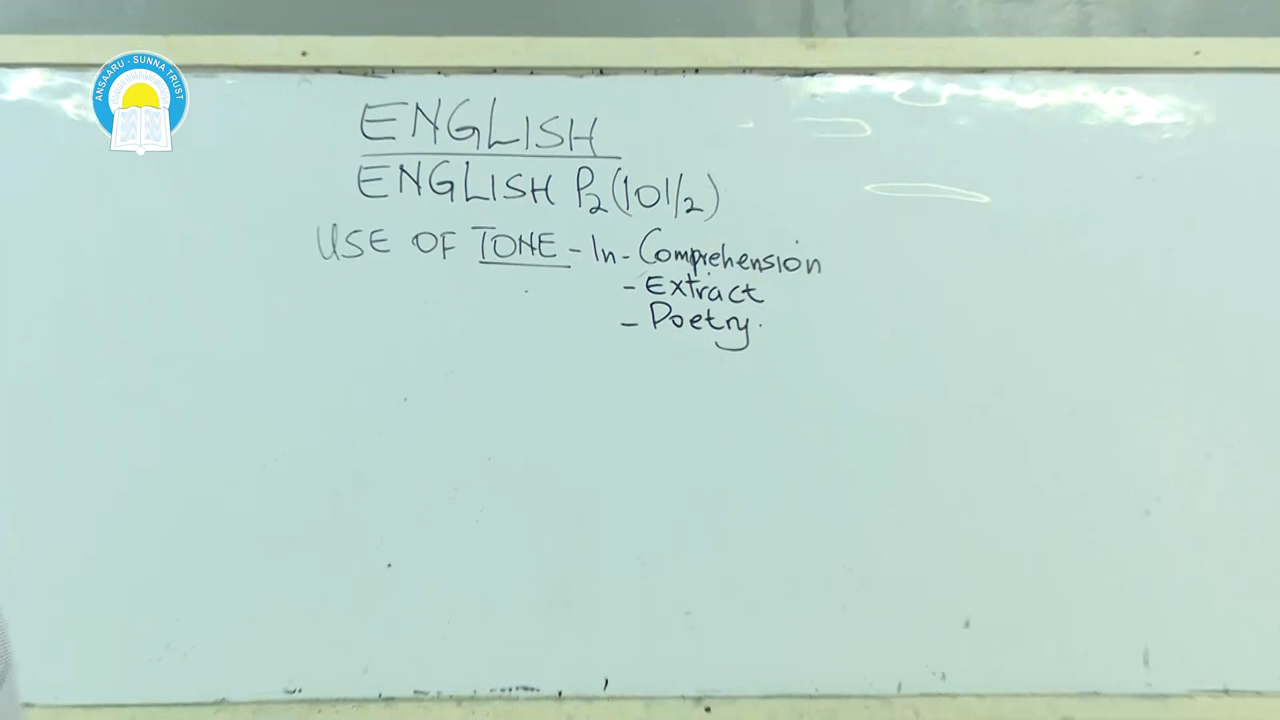 ANSAARU - SUNNA TRUST
ENGLISH
ENGLISH P2 (101/2)
USE OF TONE - In - Comprehension
- Extract
- Poetry.